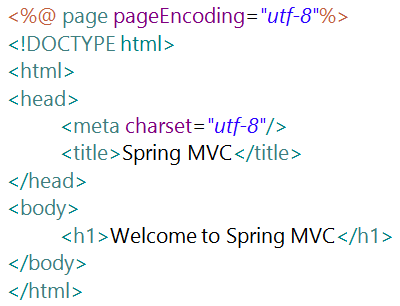 <%@ page pageEncoding="utf-8"%>
<!DOCTYPE html>
<html>
<head>
<meta charset="utf-8"/>
<title>Spring MVC</title>
</head>
<body>
<h1>Welcome to Spring MVC</h1>
</body>
</html>